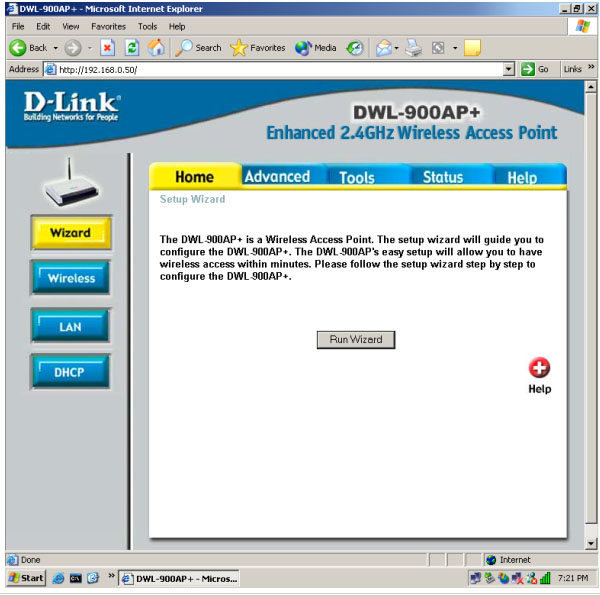 DWL-900AP+ - Microsoft Internet Explorer
File Edit View Favorites Tools Help
Back Search Favorites Media
Address http://192.168.0.50/ Go Links »
D-Link®
Building Networks for People
DWL-900AP+
Enhanced 2.4GHz Wireless Access Point
Home Advanced Tools Status Help
Setup Wizard
Wizard
Wireless
LAN
DHCP
The DWL-900AP+ is a Wireless Access Point. The setup wizard will guide you to
configure the DWL-900AP+. The DWL-900AP's easy setup will allow you to have
wireless access within minutes. Please follow the setup wizard step by step to
configure the DWL-900AP+.
Run Wizard
Help
Done Internet
Start » DWL-900AP+ - Micros... 7:21 PM